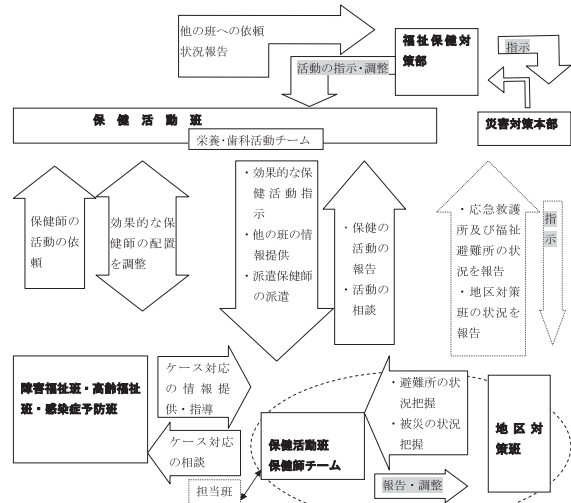 他の班への依頼
状況報告
福祉保健対
策部
指示
活動の指示・調整
災害対策本部
保健活動班
栄養・歯科活動チーム
保健師の
活動の依
頼
効果的な保
健師の配置
を調整
・効果的な保
健活動指
示
・他の班の情
報提供
・派遣保健師
の派遣
・保健の
活動の
報告
・活動の
相談
・応急救護
所及び福祉
避難所の状
況を報告
・地区対策
班の状況を
報告
指
示
障害福祉班・高齢福祉
班・感染症予防班
ケース対応
の情報提
供・指導
ケース対応
の相談
担当班
保健活動班
保健師チーム
・避難所の状
況把握
・被災の状況
把握
報告・調整
地区対
策班